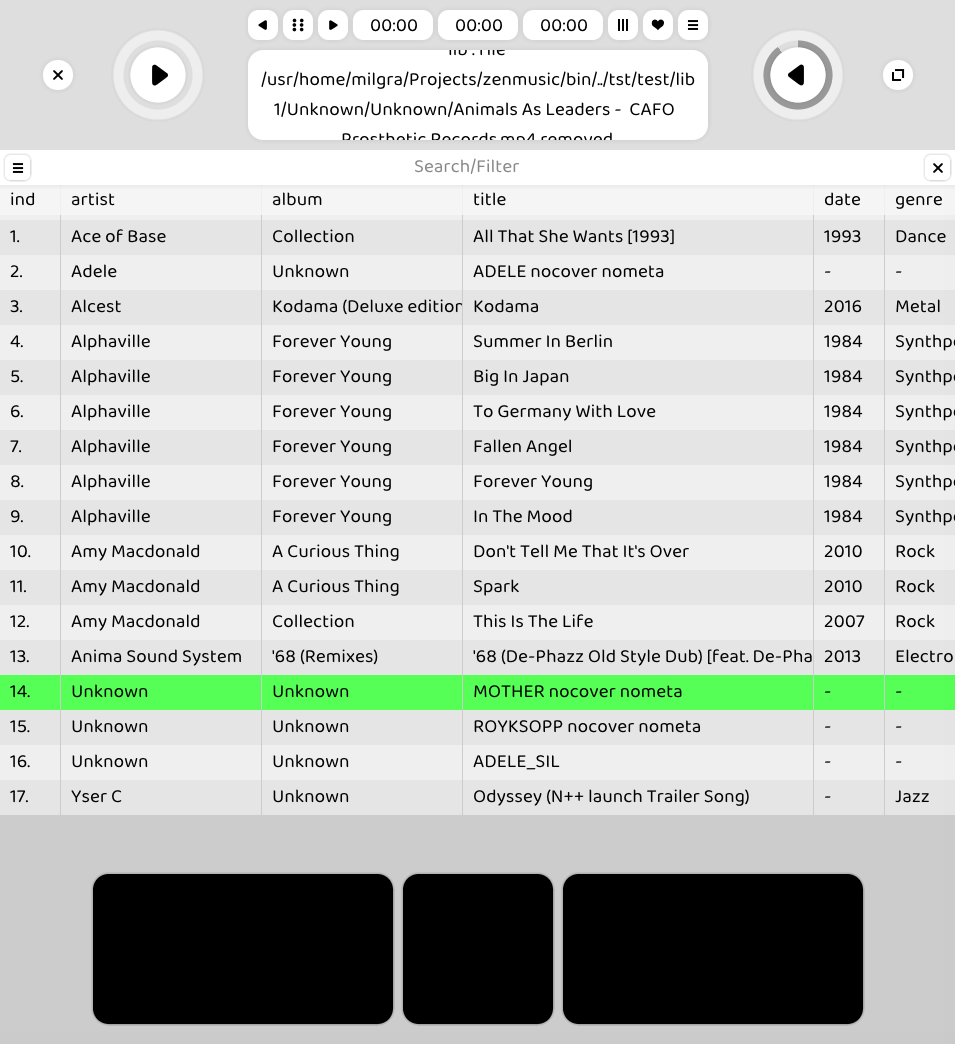 00:00 00:00 00:00
lib : File
/usr/home/milgra/Projects/zenmusic/bin/../tst/test/lib
1/Unknown/Unknown/Animals As Leaders - CAFO
Prosthetic Records.mp4 removed
Search/Filter
ind artist album title date genre
1. Ace of Base Collection All That She Wants [1993] 1993 Dance
2. Adele Unknown ADELE nocover nometa - -
3. Alcest Kodama (Deluxe edition Kodama 2016 Metal
4. Alphaville Forever Young Summer In Berlin 1984 Synthpo
5. Alphaville Forever Young Big In Japan 1984 Synthpo
6. Alphaville Forever Young To Germany With Love 1984 Synthpo
7. Alphaville Forever Young Fallen Angel 1984 Synthpo
8. Alphaville Forever Young Forever Young 1984 Synthpo
9. Alphaville Forever Young In The Mood 1984 Synthpo
10. Amy Macdonald A Curious Thing Don't Tell Me That It's Over 2010 Rock
11. Amy Macdonald A Curious Thing Spark 2010 Rock
12. Amy Macdonald Collection This Is The Life 2007 Rock
13. Anima Sound System '68 (Remixes) '68 (De-Phazz Old Style Dub) [feat. De-Pha 2013 Electro
14. Unknown Unknown MOTHER nocover nometa - -
15. Unknown Unknown ROYKSOPP nocover nometa - -
16. Unknown Unknown ADELE_SIL - -
17. Yser C Unknown Odyssey (N++ launch Trailer Song) - Jazz